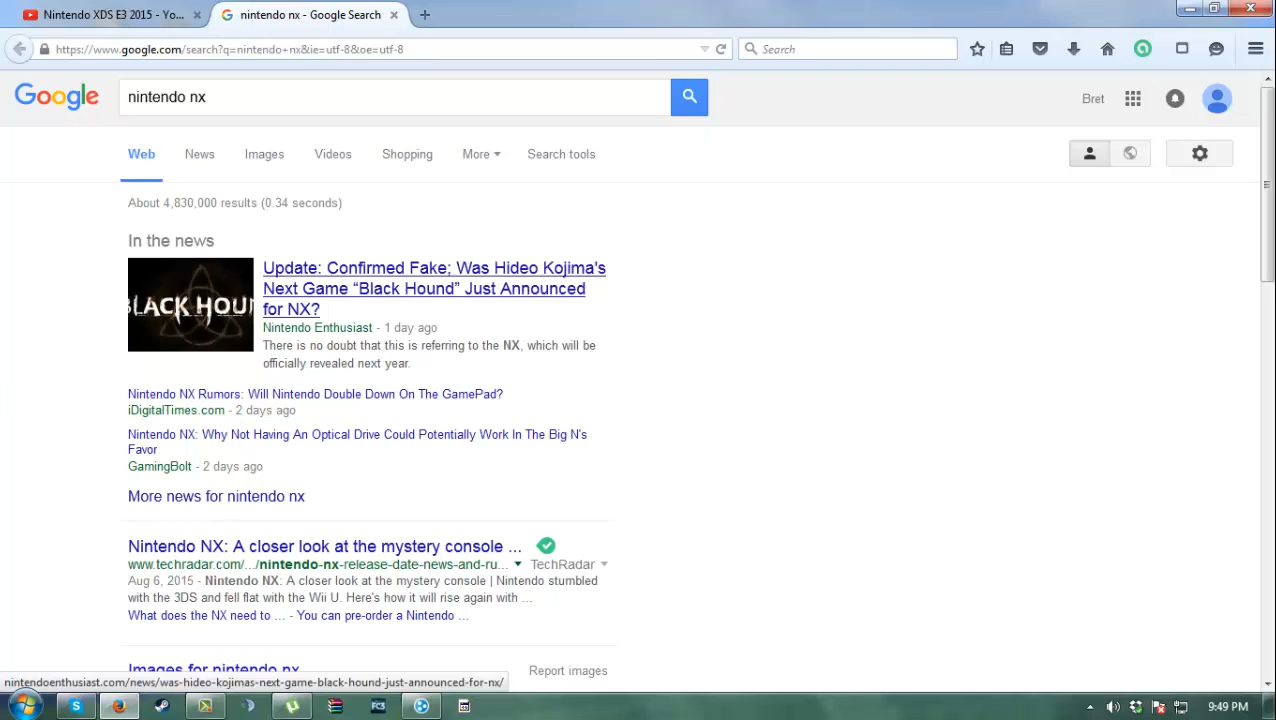 Nintendo XDS E3 2015 - Yo...
nintendo nx - Google Search
https://www.google.com/search?q=nintendo+nx&ie=utf-8&oe=utf-8
Search
Google
nintendo nx
Bret
Web News Images Videos Shopping More Search tools
About 4,830,000 results (0.34 seconds)
In the news
BLACK HOUN
Update: Confirmed Fake; Was Hideo Kojima's
Next Game “Black Hound” Just Announced
for NX?
Nintendo Enthusiast - 1 day ago
There is no doubt that this is referring to the NX, which will be
officially revealed next year.
Nintendo NX Rumors: Will Nintendo Double Down On The GamePad?
iDigitalTimes.com - 2 days ago
Nintendo NX: Why Not Having An Optical Drive Could Potentially Work In The Big N's
Favor
GamingBolt - 2 days ago
More news for nintendo nx
Nintendo NX: A closer look at the mystery console ...
www.techradar.com/.../nintendo-nx-release-date-news-and-ru... TechRadar
Aug 6, 2015 - Nintendo NX: A closer look at the mystery console | Nintendo stumbled
with the 3DS and fell flat with the Wii U. Here's how it will rise again with ...
What does the NX need to ... - You can pre-order a Nintendo ...
Images for nintendo nx
Report images
nintendoenthusiast.com/news/was-hideo-kojimas-next-game-black-hound-just-announced-for-nx/
9:49 PM